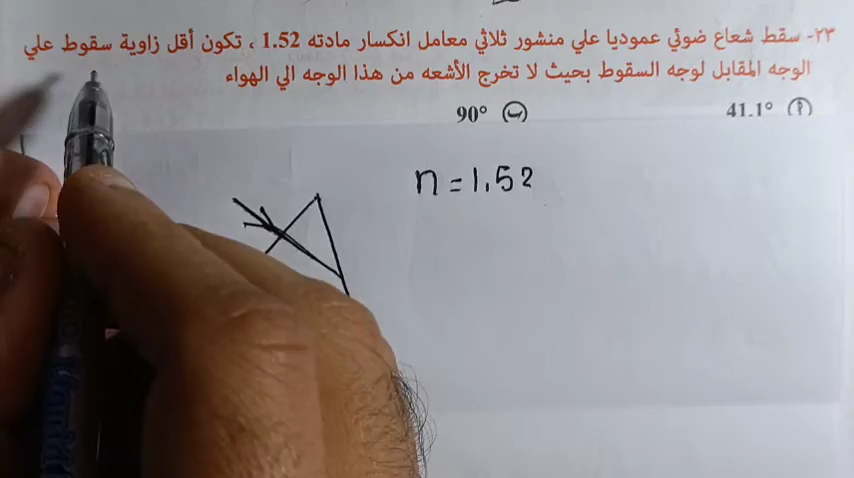 ٢٣- سقط شعاع ضوئي عموديا علي منشور ثلاثي معامل انكسار مادته 1.52 ، تكون أقل زاوية سقوط علي
الوجه المقابل لوجه السقوط بحيث لا تخرج الأشعه من هذا الوجه الي الهواء
أ 41.1° ب 90°
n = 1.52